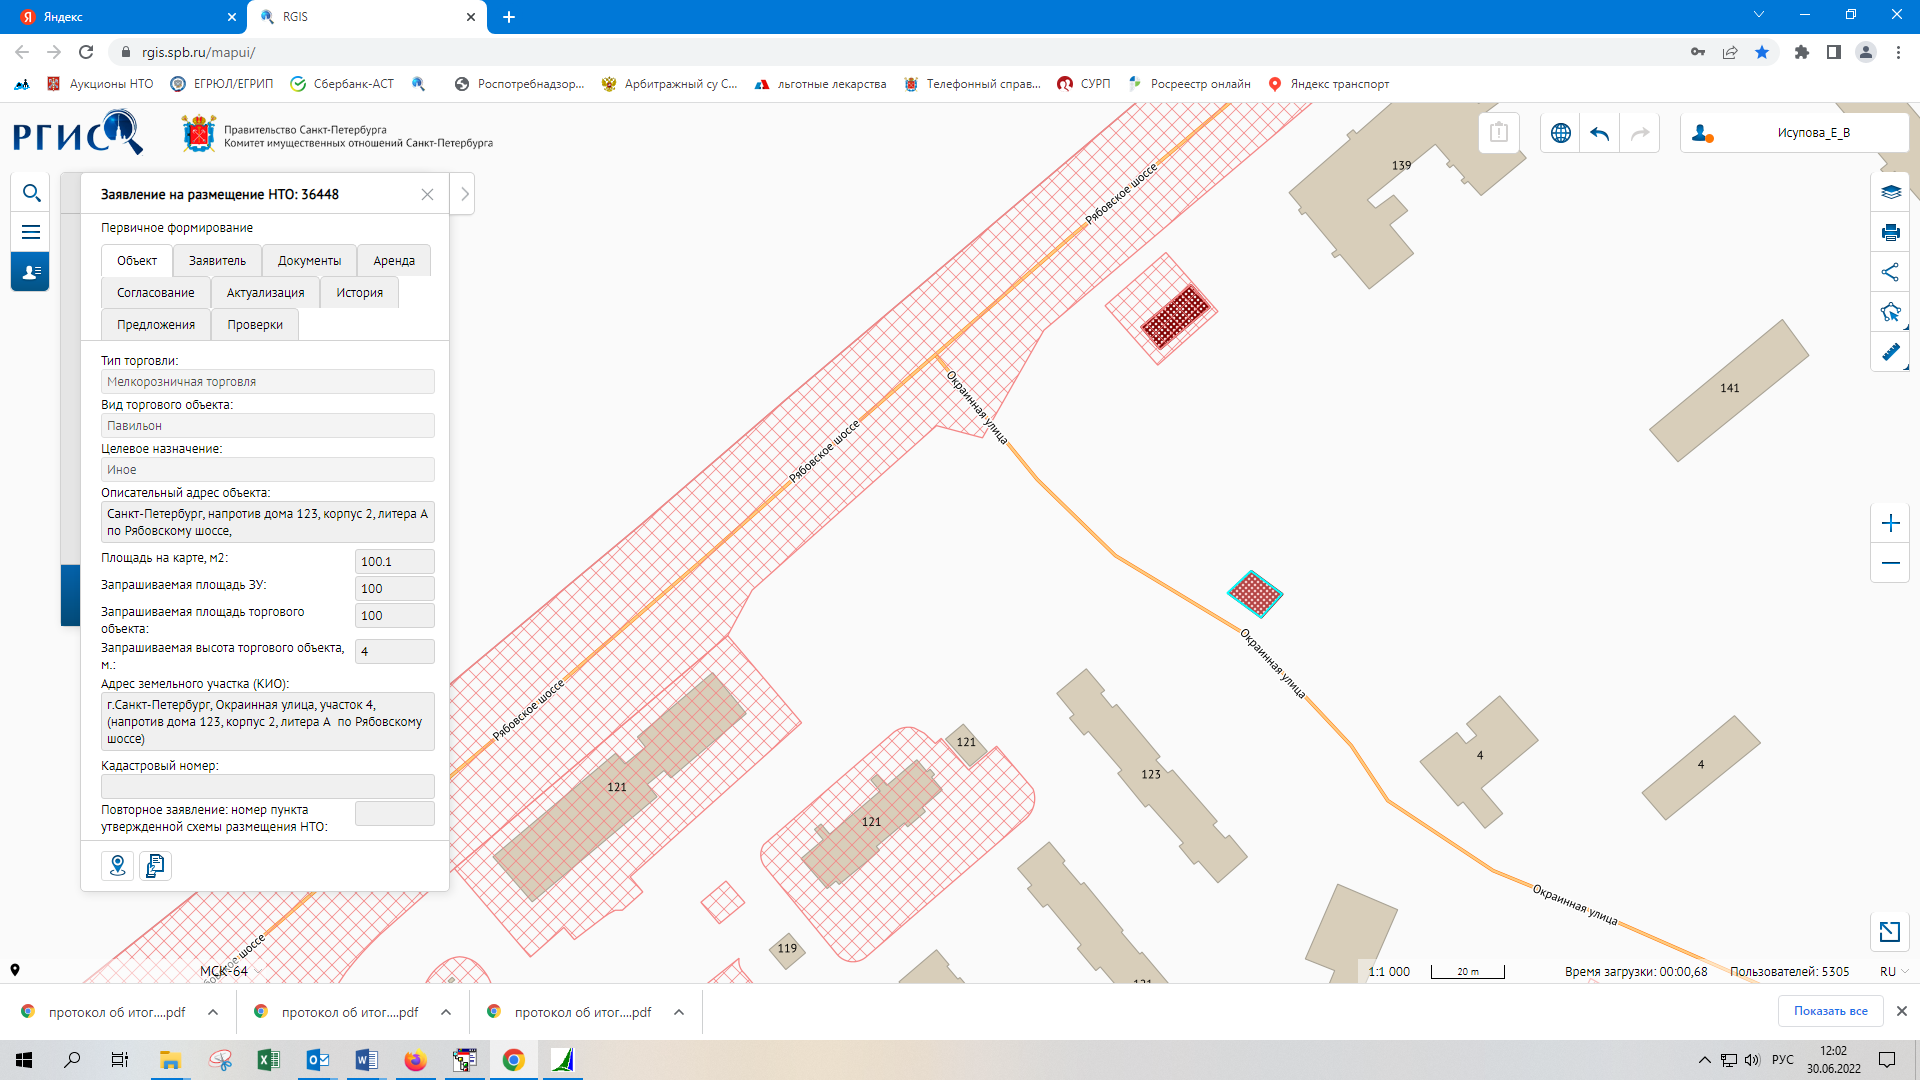 Яндекс
RGIS
rgis.spb.ru/mapui/
Аукционы НТО
ЕГРЮЛ/ЕГРИП
Сбербанк-АСТ
Роспотребнадзор...
Арбитражный су С...
льготные лекарства
Телефонный справ...
СУРП
Росреестр онлайн
Яндекс транспорт
РГИС
Правительство Санкт-Петербурга
Комитет имущественных отношений Санкт-Петербурга
Исупова_Е_В
Заявление на размещение НТО: 36448
Первичное формирование
Объект
Заявитель
Документы
Аренда
Согласование
Актуализация
История
Предложения
Проверки
Тип торговли:
Мелкорозничная торговля
Вид торгового объекта:
Павильон
Целевое назначение:
Иное
Описательный адрес объекта:
Санкт-Петербург, напротив дома 123, корпус 2, литера А
по Рябовскому шоссе,
Площадь на карте, м2:
100.1
Запрашиваемая площадь ЗУ:
100
Запрашиваемая площадь торгового
объекта:
100
Запрашиваемая высота торгового объекта,
м.:
4
Адрес земельного участка (КИО):
г.Санкт-Петербург, Окраинная улица, участок 4,
(напротив дома 123, корпус 2, литера А по Рябовскому
шоссе)
Кадастровый номер:
Повторное заявление: номер пункта
утвержденной схемы размещения НТО:
139
Рябовское шоссе
141
Окраинная улица
Рябовское шоссе
Окраинная улица
Рябовское шоссе
121
121
121
123
4
4
Окраинная улица
119
МСК-64
1:1 000
20 m
Время загрузки: 00:00,68
Пользователей: 5305
RU
протокол об итог....pdf
протокол об итог....pdf
протокол об итог....pdf
Показать все
РУС
12:02
30.06.2022